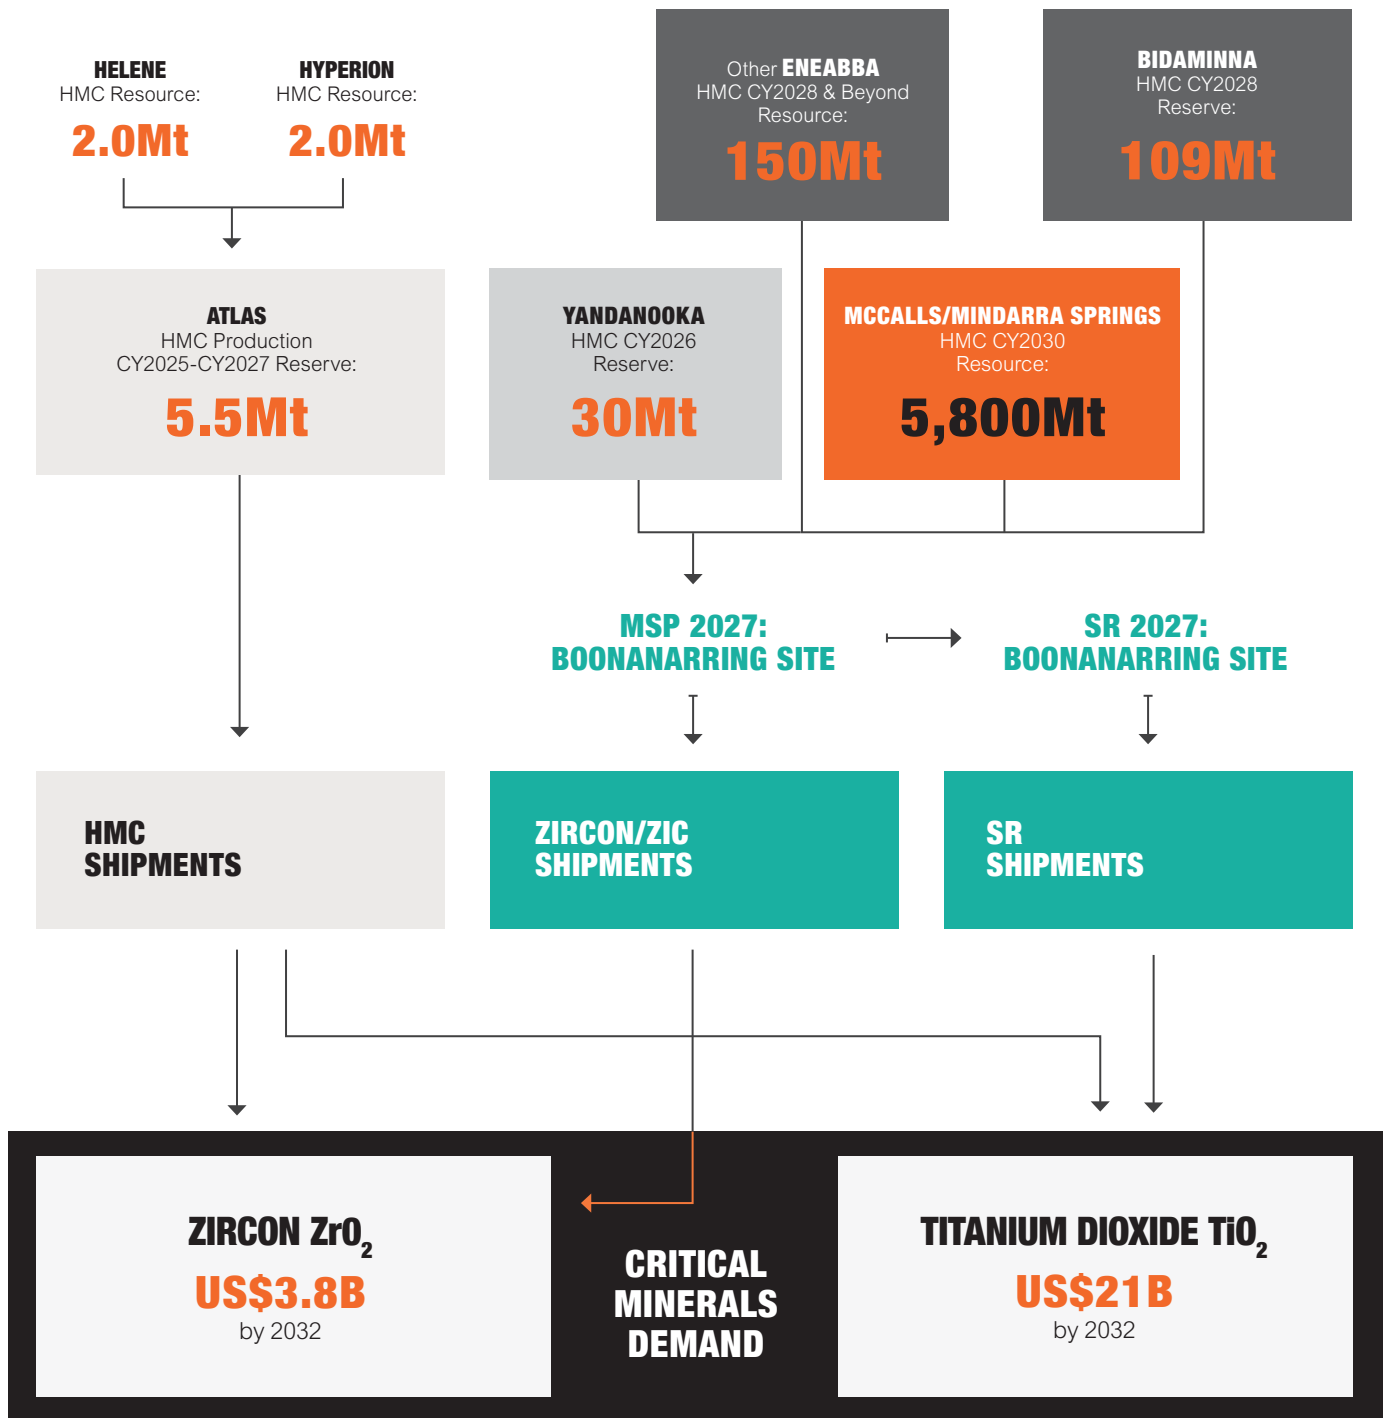 HELENE
HMC Resource:
2.0Mt
HYPERION
HMC Resource:
2.0Mt
Other ENEABBA
HMC CY2028 & Beyond
Resource:
150Mt
BIDAMINNA
HMC CY2028
Reserve:
109Mt
ATLAS
HMC Production
CY2025-CY2027 Reserve:
5.5Mt
YANDANOOKA
HMC CY2026
Reserve:
30Mt
MCCALLS/MINDARRA SPRINGS
HMC CY2030
Resource:
5,800Mt
MSP 2027:
BOONANARRING SITE
SR 2027:
BOONANARRING SITE
HMC
SHIPMENTS
ZIRCON/ZIC
SHIPMENTS
SR
SHIPMENTS
ZIRCON ZrO₂
US$3.8B
by 2032
CRITICAL
MINERALS
DEMAND
TITANIUM DIOXIDE TiO₂
US$21B
by 2032